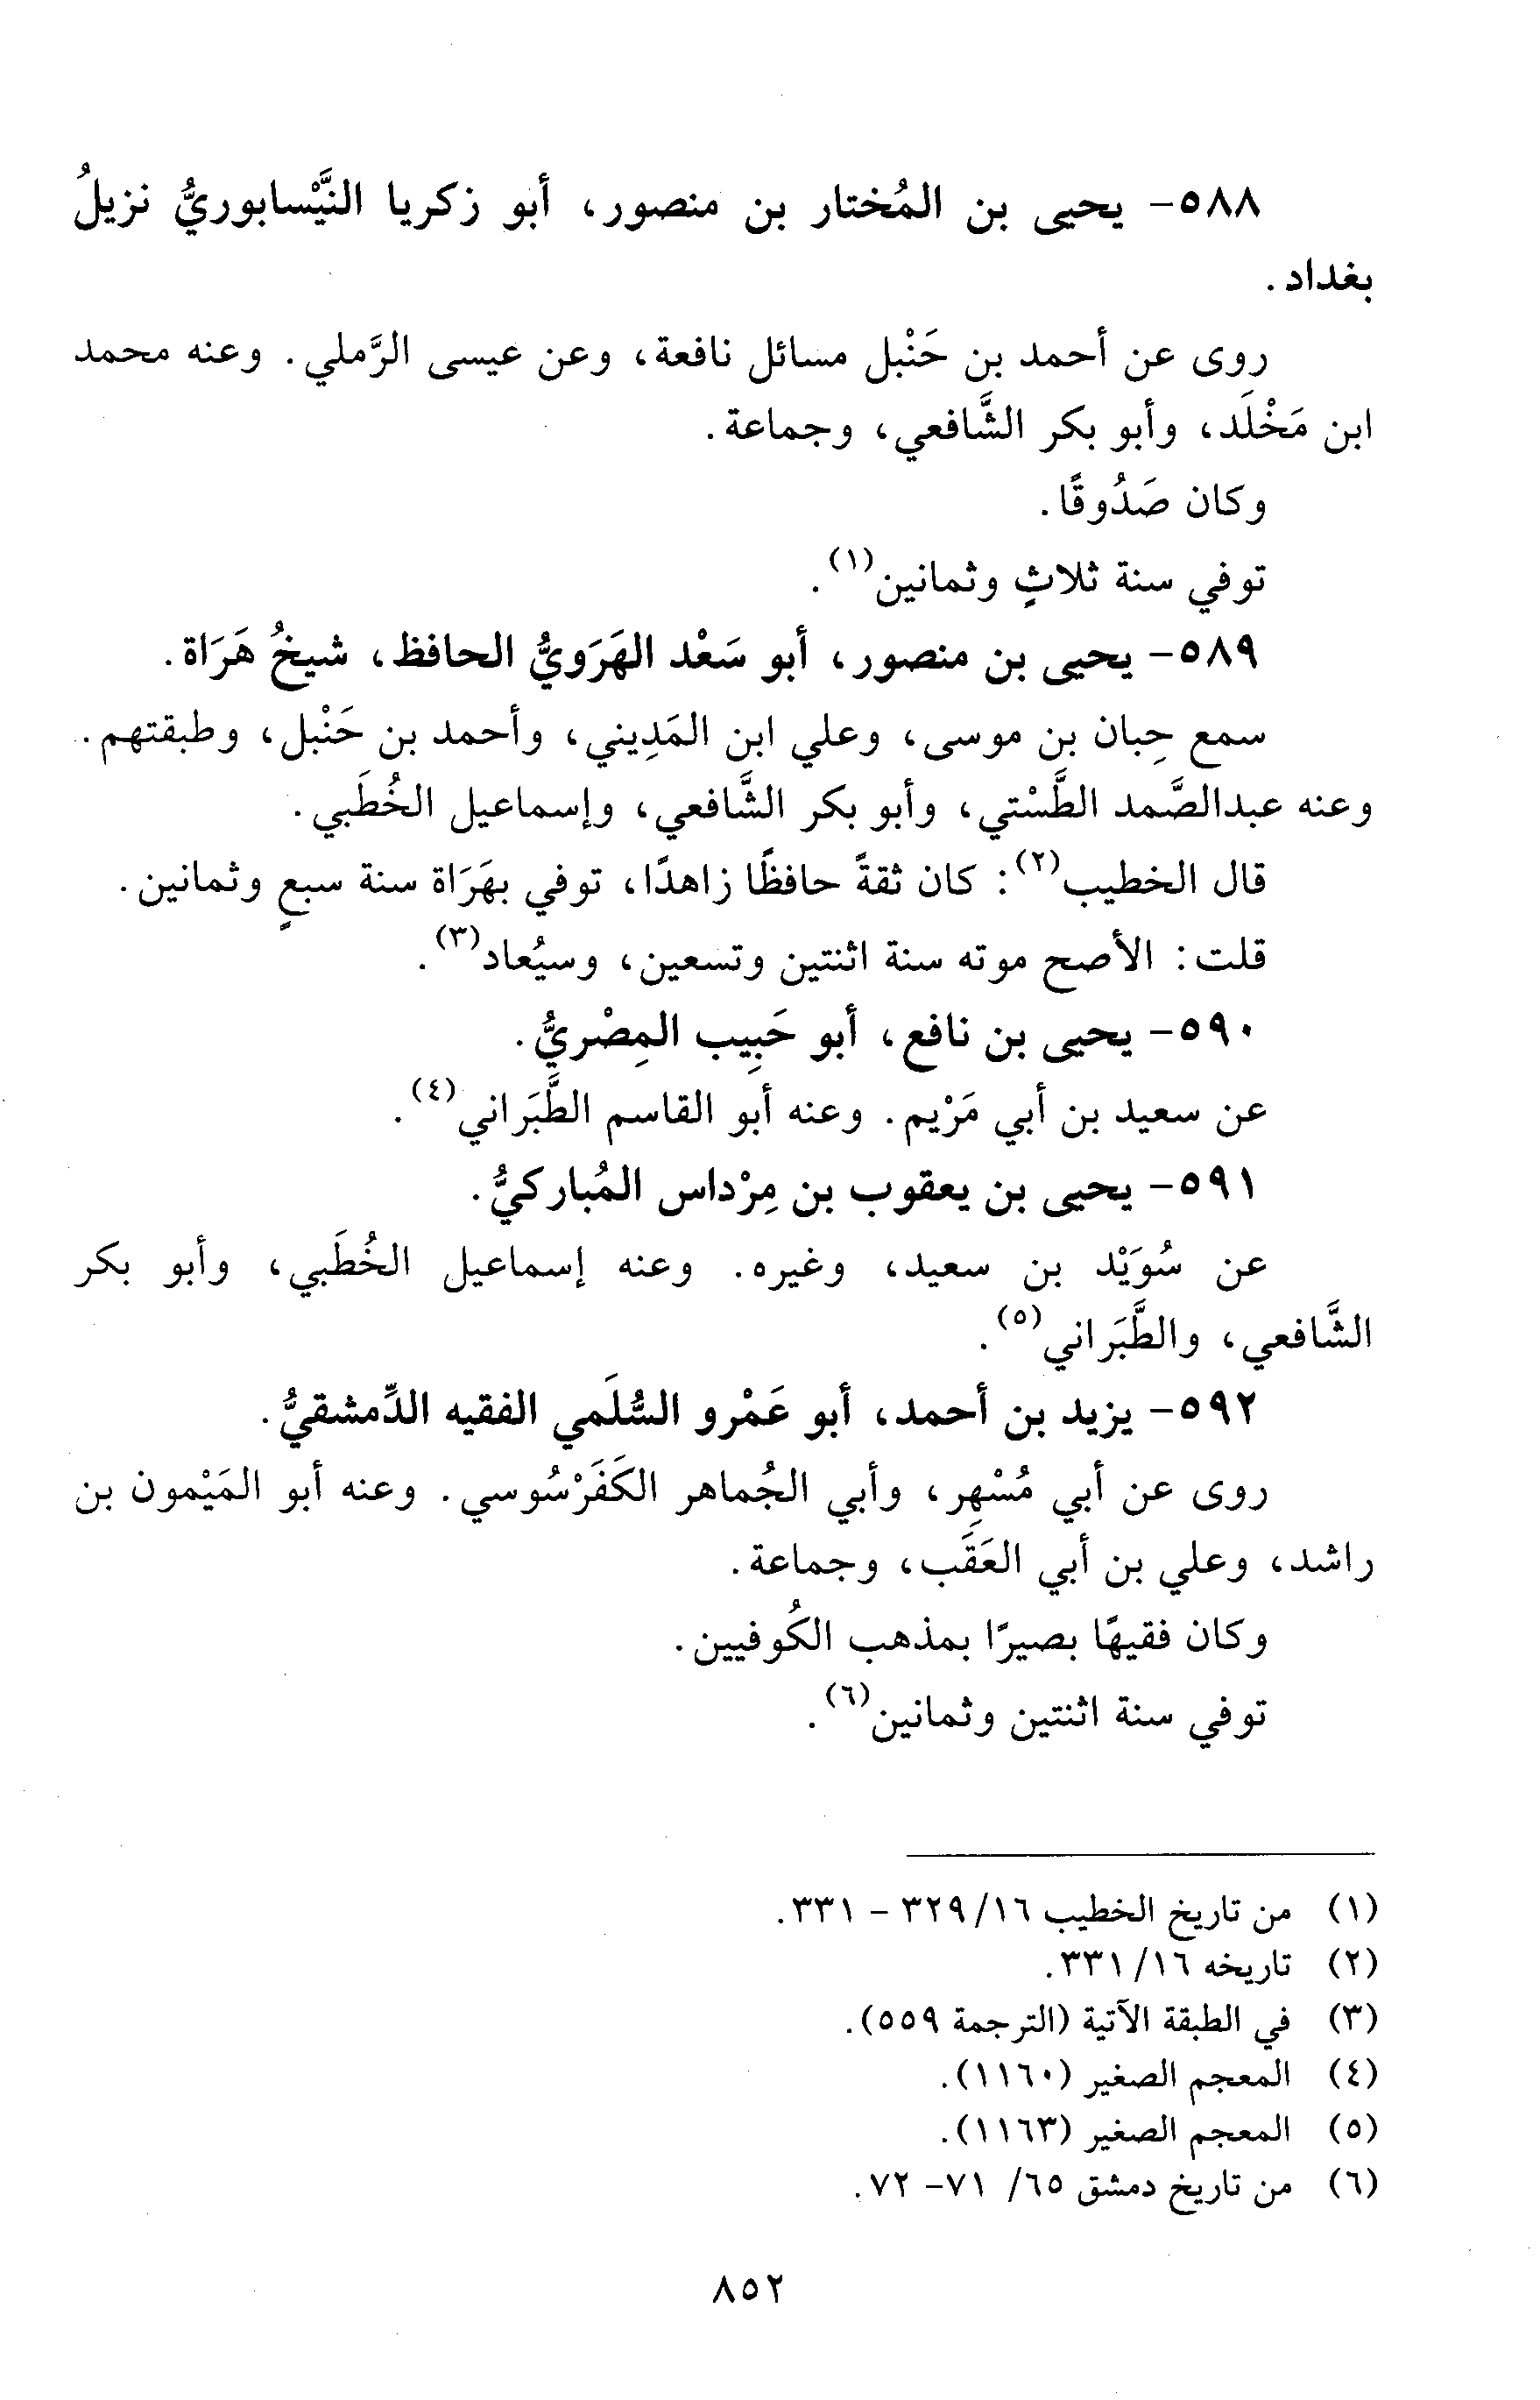 ٥٨٨- يحيى بن المُختار بن منصور، أبو زكريا النَّيْسابوريُّ نزيلُ
بغداد.
روى عن أحمد بن حَنْبل مسائل نافعة، وعن عيسى الرَّملي. وعنه محمد
ابن مَخْلَد، وأبو بكر الشَّافعي، وجماعة.
وكان صَدُوقًا.
توفي سنة ثلاثٍ وثمانين(١).
٥٨٩- يحيى بن منصور، أبو سَعْد الهَرَويُّ الحافظ، شيخُ هَرَاة.
سمع حِبان بن موسى، وعلي ابن المَدِيني، وأحمد بن حَنْبل، وطبقتهم.
وعنه عبدالصَّمد الطَّسْتي، وأبو بكر الشَّافعي، وإسماعيل الخُطَبي.
قال الخطيب(٢): كان ثقةً حافظًا زاهدًا، توفي بهَرَاة سنة سبعٍ وثمانين.
قلت: الأصح موته سنة اثنتين وتسعين، وسيُعاد(٣).
٥٩٠- يحيى بن نافع، أبو حَبِيب المِصْريُّ.
عن سعيد بن أبي مَرْيم. وعنه أبو القاسم الطَّبَراني(٤).
٥٩١- يحيى بن يعقوب بن مِرْداس المُباركيُّ.
عن سُوَيْد بن سعيد، وغيره. وعنه إسماعيل الخُطَبي، وأبو بكر
الشَّافعي، والطَّبَراني(٥).
٥٩٢- يزيد بن أحمد، أبو عَمْرو السُّلَمي الفقيه الدِّمشقيُّ.
روى عن أبي مُسْهِر، وأبي الجُماهر الكَفَرْسُوسي. وعنه أبو المَيْمون بن
راشد، وعلي بن أبي العَقَب، وجماعة.
وكان فقيهًا بصيرًا بمذهب الكُوفيين.
توفي سنة اثنتين وثمانين(٦).
(١) من تاريخ الخطيب ١٦/ ٣٢٩ - ٣٣١.
(٢) تاريخه ١٦/ ٣٣١.
(٣) في الطبقة الآتية (الترجمة ٥٥٩).
(٤) المعجم الصغير (١١٦٠).
(٥) المعجم الصغير (١١٦٣).
(٦) من تاريخ دمشق ٦٥/ ٧١- ٧٢.
٨٥٢